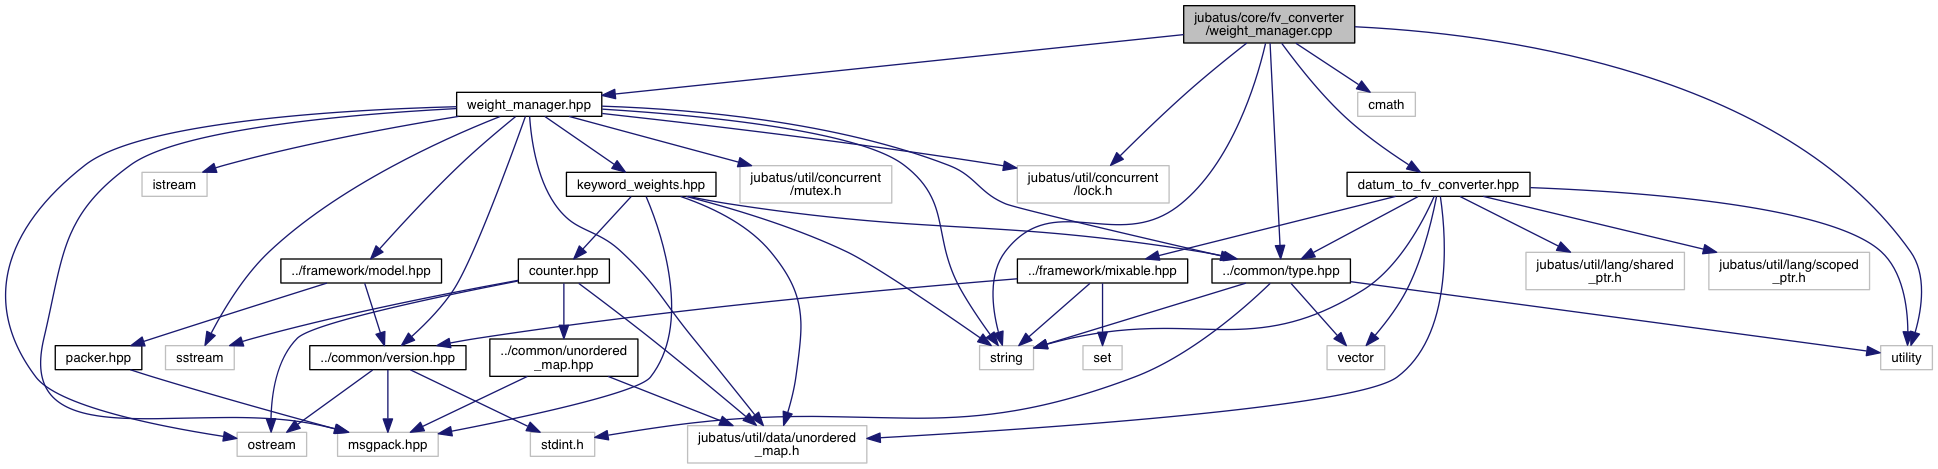 jubatus/core/fv_converter
/weight_manager.cpp
weight_manager.hpp
cmath
istream
keyword_weights.hpp
jubatus/util/concurrent
/mutex.h
jubatus/util/concurrent
/lock.h
datum_to_fv_converter.hpp
../framework/model.hpp
counter.hpp
../framework/mixable.hpp
../common/type.hpp
jubatus/util/lang/shared
_ptr.h
jubatus/util/lang/scoped
_ptr.h
packer.hpp
sstream
../common/version.hpp
../common/unordered
_map.hpp
string
set
vector
utility
ostream
msgpack.hpp
stdint.h
jubatus/util/data/unordered
_map.h